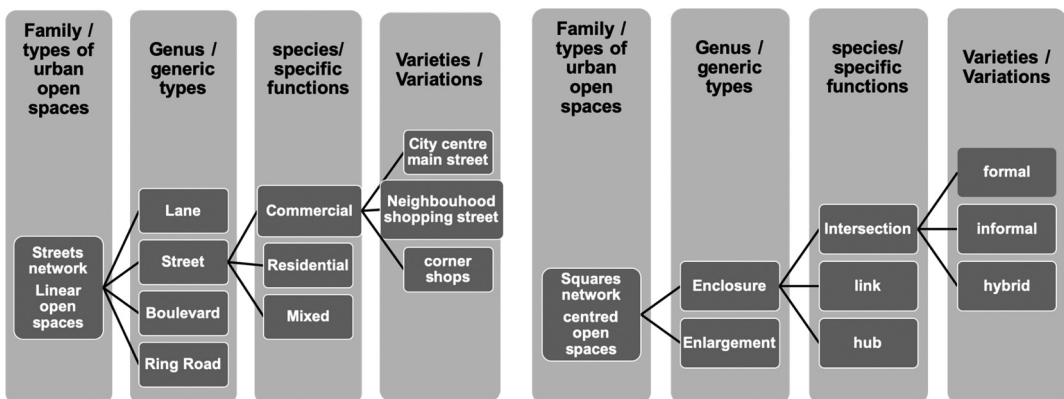 Family /
types of
urban
open
spaces
Genus /
generic
types
species/
specific
functions
Varieties /
Variations
Streets
network
Linear
open
spaces
Lane
Street
Boulevard
Ring Road
Commercial
Residential
Mixed
City centre
main street
Neighbouhood
shopping street
corner
shops
Family /
types of
urban
open
spaces
Genus /
generic
types
species/
specific
functions
Varieties /
Variations
Squares
network
centred
open
spaces
Enclosure
Enlargement
Intersection
link
hub
formal
informal
hybrid